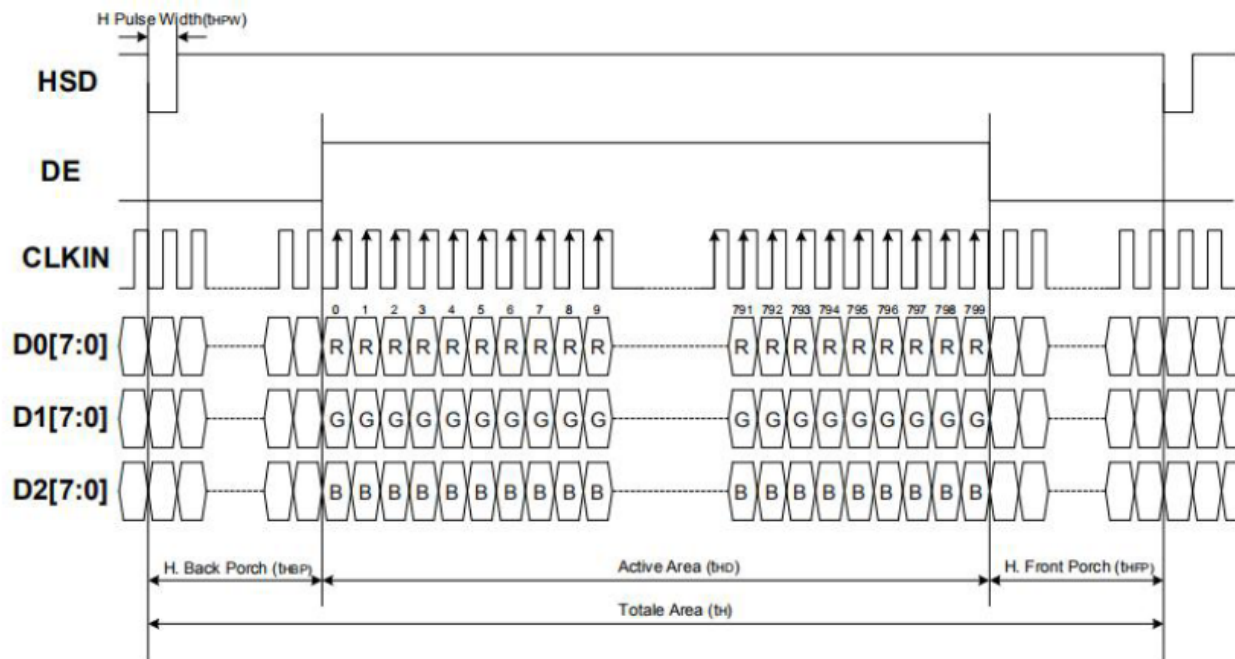 H Pulse Width(tHPW)
HSD
DE
CLKIN
0 1 2 3 4 5 6 7 8 9 791 792 793 794 795 796 797 798 799
D0[7:0] R R R R R R R R R R R R R R R R R R R
D1[7:0] G G G G G G G G G G G G G G G G G G G
D2[7:0] B B B B B B B B B B B B B B B B B B B
H. Back Porch (tHBP) Active Area (tHD) H. Front Porch (tHFP)
Totale Area (tH)